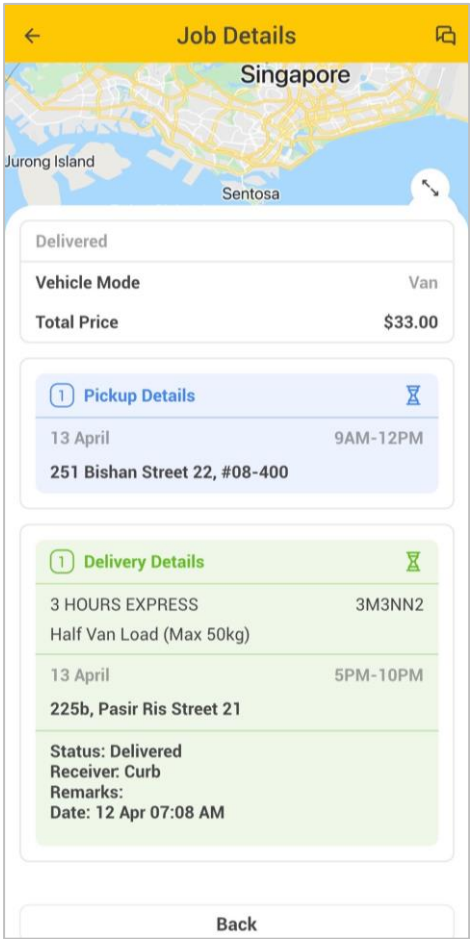 Job Details
Singapore
Jurong Island
Sentosa
Delivered
Vehicle Mode Van
Total Price $33.00
1 Pickup Details
13 April 9AM-12PM
251 Bishan Street 22, #08-400
1 Delivery Details
3 HOURS EXPRESS 3M3NN2
Half Van Load (Max 50kg)
13 April 5PM-10PM
225b, Pasir Ris Street 21
Status: Delivered
Receiver: Curb
Remarks:
Date: 12 Apr 07:08 AM
Back